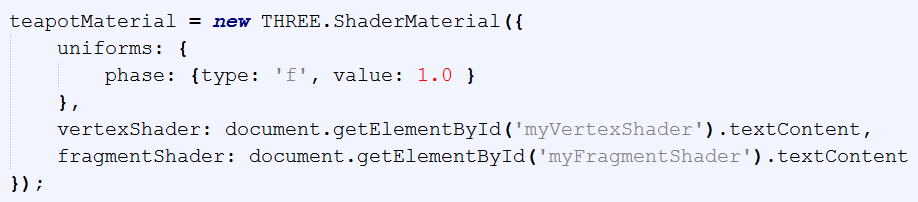 teapotMaterial = new THREE.ShaderMaterial({
    uniforms: {
        phase: {type: 'f', value: 1.0 }
    },
    vertexShader: document.getElementById('myVertexShader').textContent,
    fragmentShader: document.getElementById('myFragmentShader').textContent
});